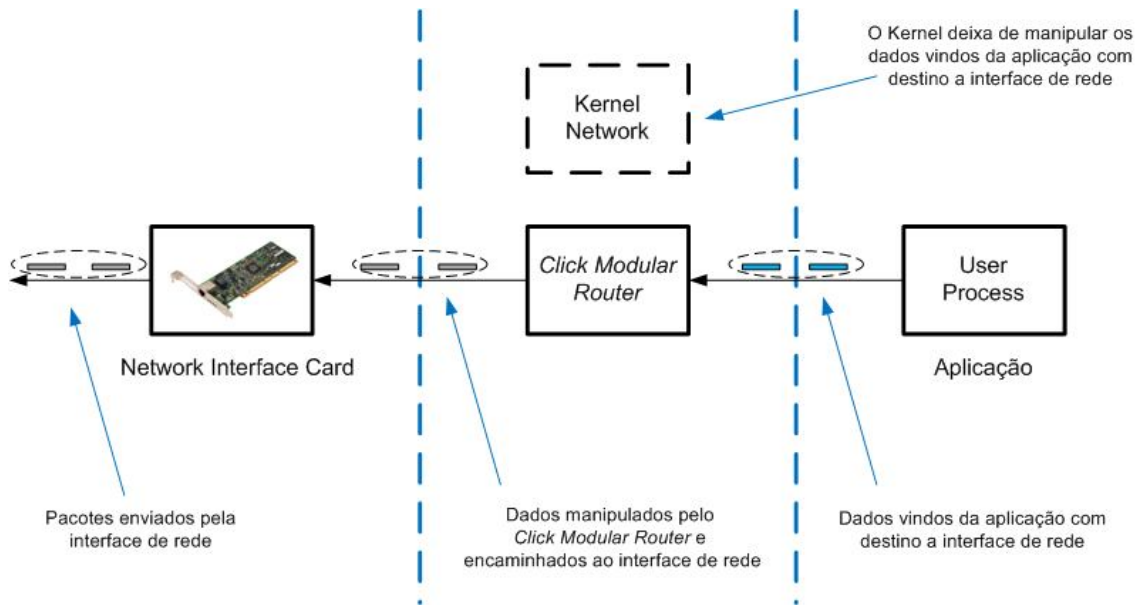 O Kernel deixa de manipular os
dados vindos da aplicação com
destino a interface de rede
Kernel
Network
Click Modular
Router
User
Process
Network Interface Card
Aplicação
Pacotes enviados pela
interface de rede
Dados manipulados pelo
Click Modular Router e
encaminhados ao interface de rede
Dados vindos da aplicação com
destino a interface de rede